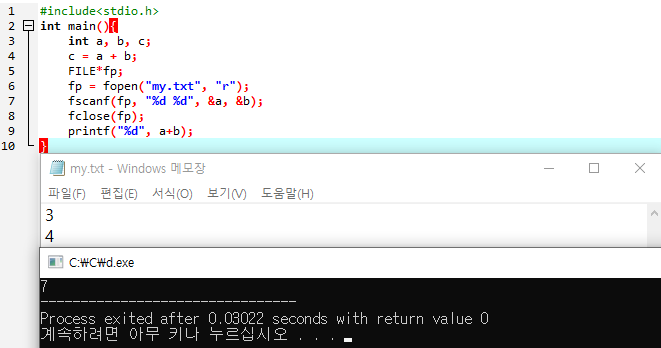 1 #include<stdio.h>
2 int main(){
3 int a, b, c;
4 c = a + b;
5 FILE*fp;
6 fp = fopen("my.txt", "r");
7 fscanf(fp, "%d %d", &a, &b);
8 fclose(fp);
9 printf("%d", a+b);
10 }
my.txt - Windows 메모장
파일(F) 편집(E) 서식(O) 보기(V) 도움말(H)
3
4
C:₩C₩d.exe
7
--------------------------------
Process exited after 0.03022 seconds with return value 0
계속하려면 아무 키나 누르십시오 . . .